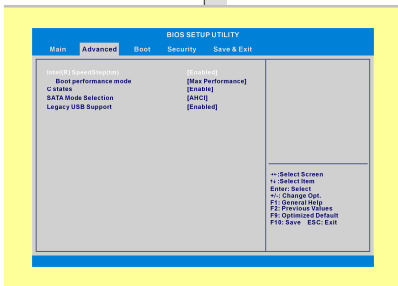 BIOS SETUP UTILITY
Main Advanced Boot Security Save & Exit
Intel(R) SpeedStep(tm) [Enabled]
Boot performance mode [Max Performance]
C states [Enable]
SATA Mode Selection [AHCI]
Legacy USB Support [Enabled]
→←:Select Screen
↑↓:Select Item
Enter: Select
+/-: Change Opt.
F1: General Help
F2: Previous Values
F9: Optimized Default
F10: Save ESC: Exit